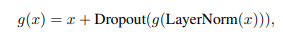 g(x) = x + Dropout(g(LayerNorm(x))),